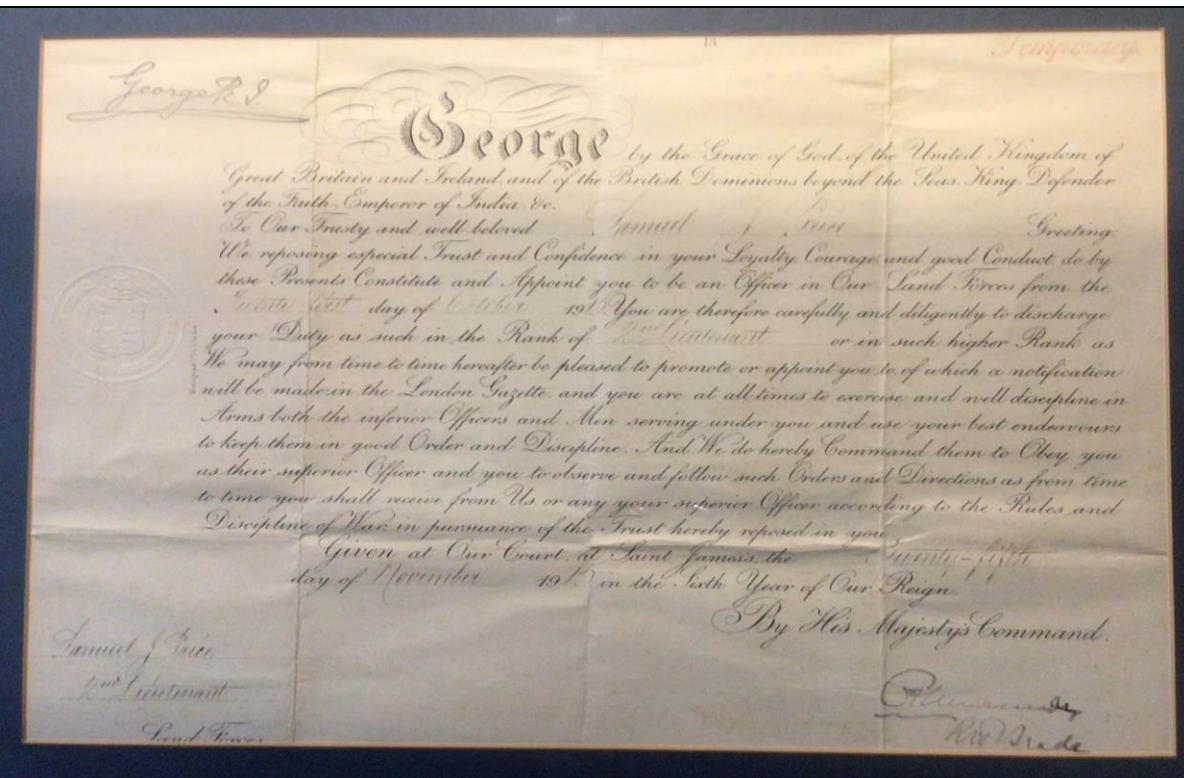 Temporary.
George R. I.
George by the Grace of God, of the United Kingdom of
Great Britain and Ireland, and of the British Dominions beyond the Seas, King, Defender
of the Faith, Emperor of India, &c.
To Our Trusty and well beloved Samuel J. Price Greeting:
We, reposing especial Trust and Confidence in your Loyalty, Courage, and good Conduct, do by
these Presents Constitute and Appoint you to be an Officer in Our Land Forces from the
Twenty first day of October 1915. You are therefore carefully and diligently to discharge
your Duty as such in the Rank of 2nd Lieutenant or in such higher Rank as
We may from time to time hereafter be pleased to promote or appoint you to, of which a notification
will be made in the London Gazette, and you are at all times to exercise and well discipline in
Arms both the inferior Officers and Men serving under you and use your best endeavours
to keep them in good Order and Discipline. And We do hereby Command them to Obey you
as their superior Officer and you to observe and follow such Orders and Directions as from time
to time you shall receive from Us, or any your superior Officer, according to the Rules and
Discipline of War, in pursuance of the Trust hereby reposed in you.
Given at Our Court, at Saint James's, the Twenty-fifth
day of November 1915 in the Sixth Year of Our Reign.
By His Majesty's Command.
Samuel J. Price
2nd Lieutenant
Land Forces